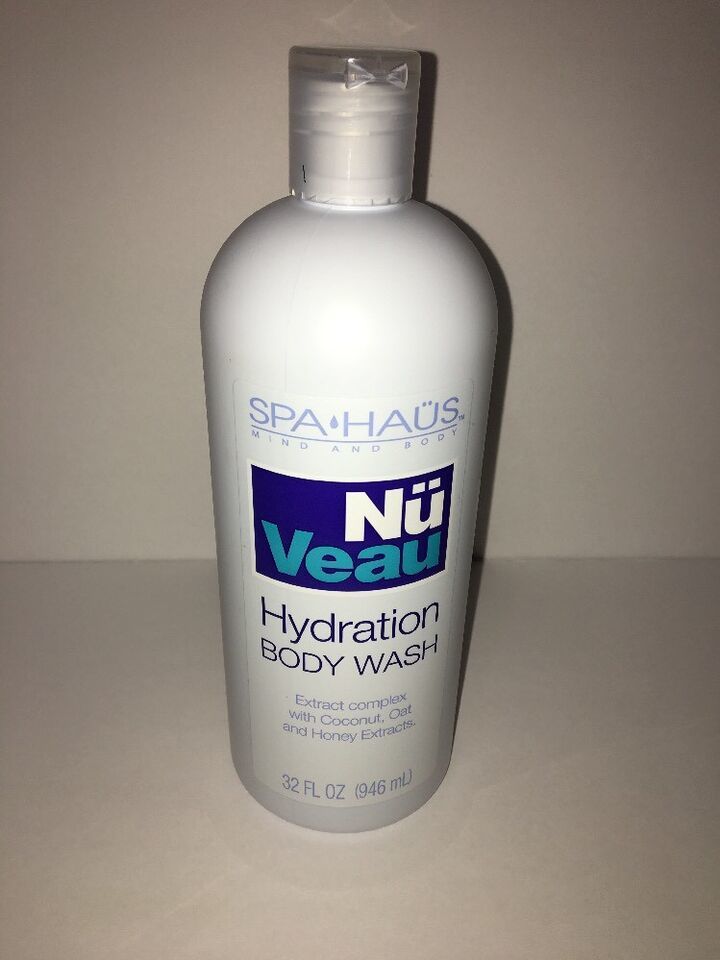 SPA HAÜS™
MIND AND BODY
Nü
Veau
Hydration
BODY WASH
Extract complex
with Coconut, Oat
and Honey Extracts.
32 FL OZ (946 mL)